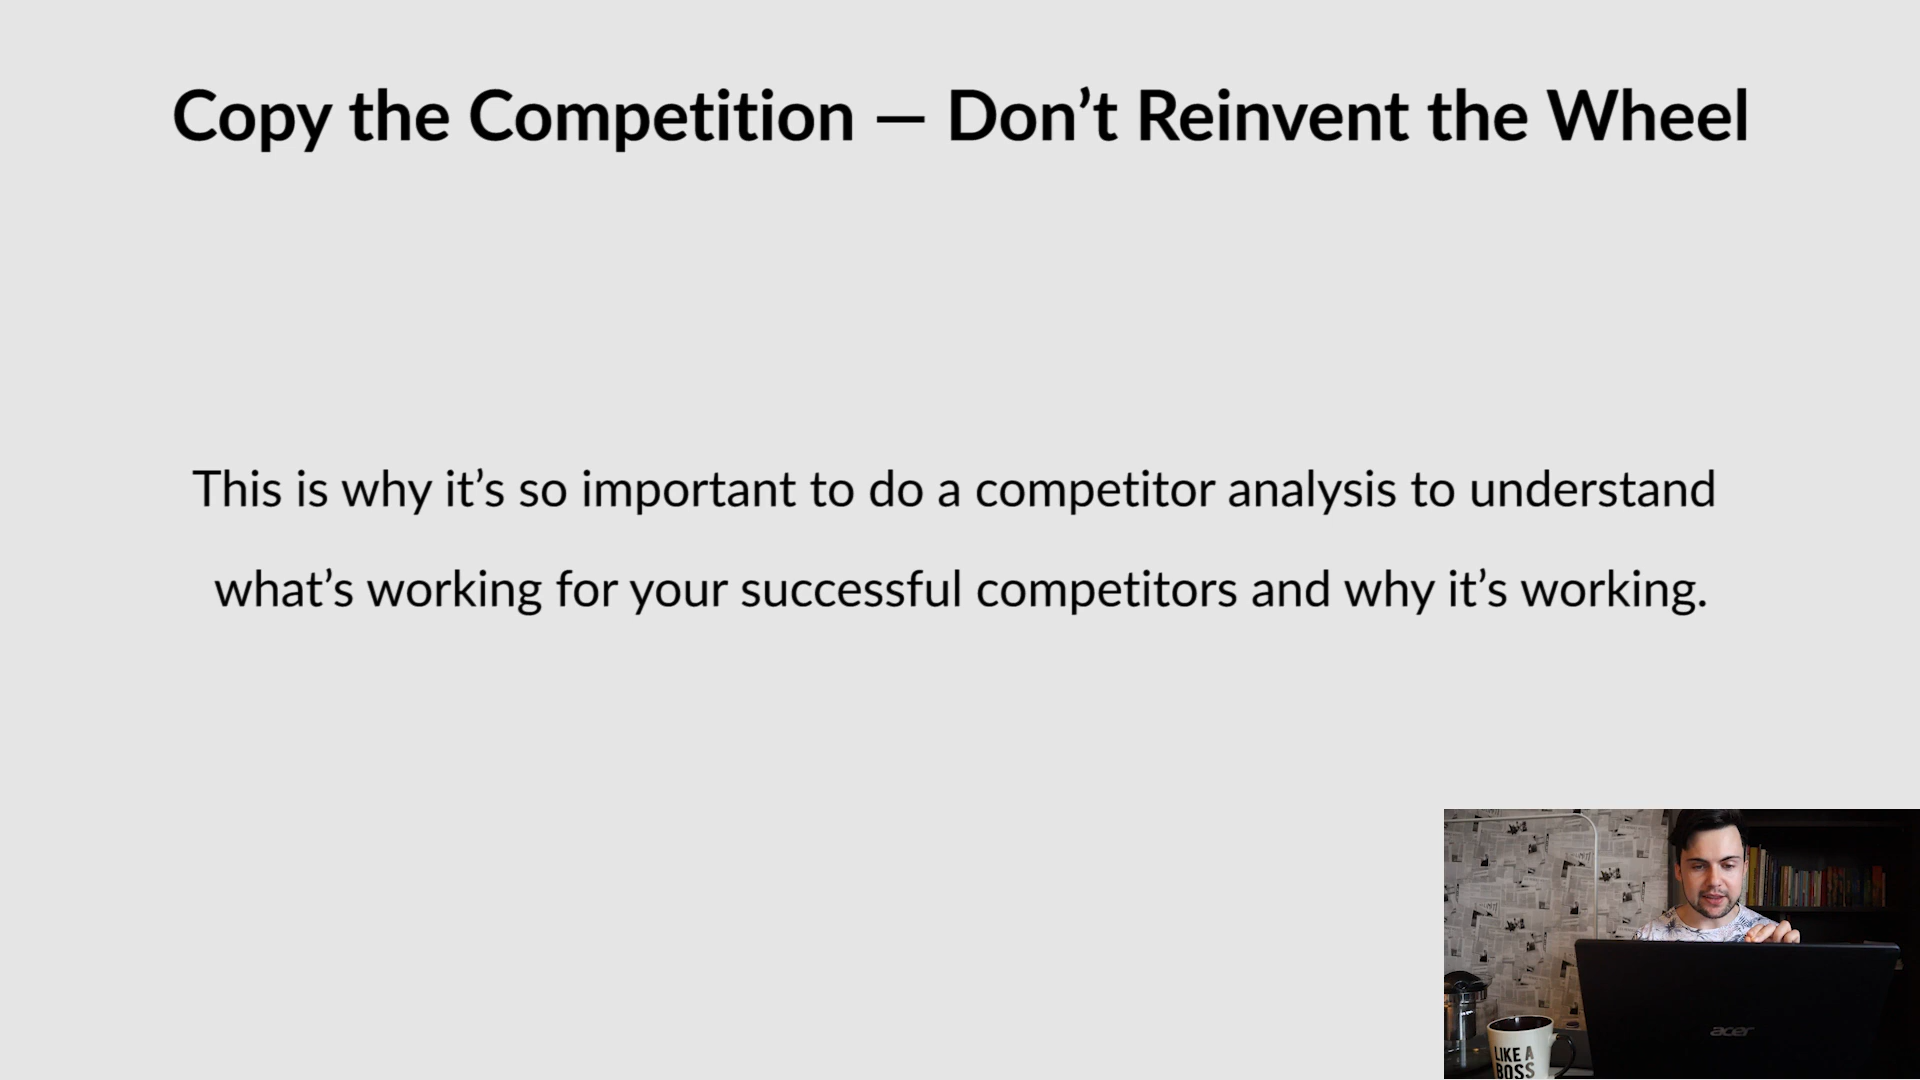 Copy the Competition — Don’t Reinvent the Wheel
This is why it’s so important to do a competitor analysis to understand
what’s working for your successful competitors and why it’s working.
acer
LIKE A
BOSS